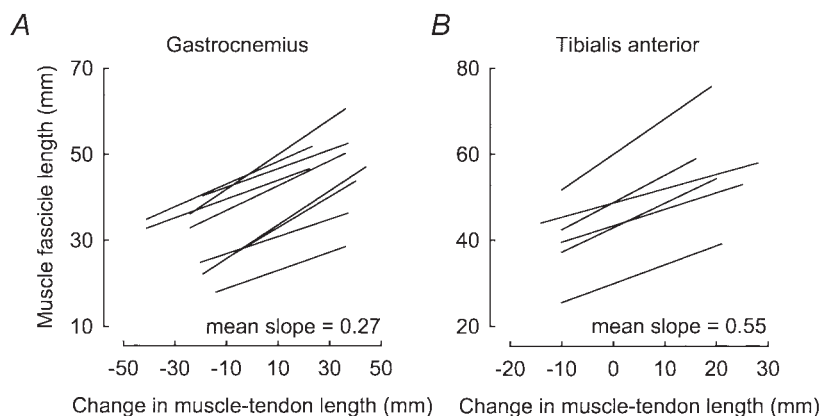 A
Gastrocnemius
Muscle fascicle length (mm)
70
50
30
10
mean slope = 0.27
-50 -30 -10 10 30 50
Change in muscle-tendon length (mm)
B
Tibialis anterior
80
60
40
20
mean slope = 0.55
-20 -10 0 10 20 30
Change in muscle-tendon length (mm)